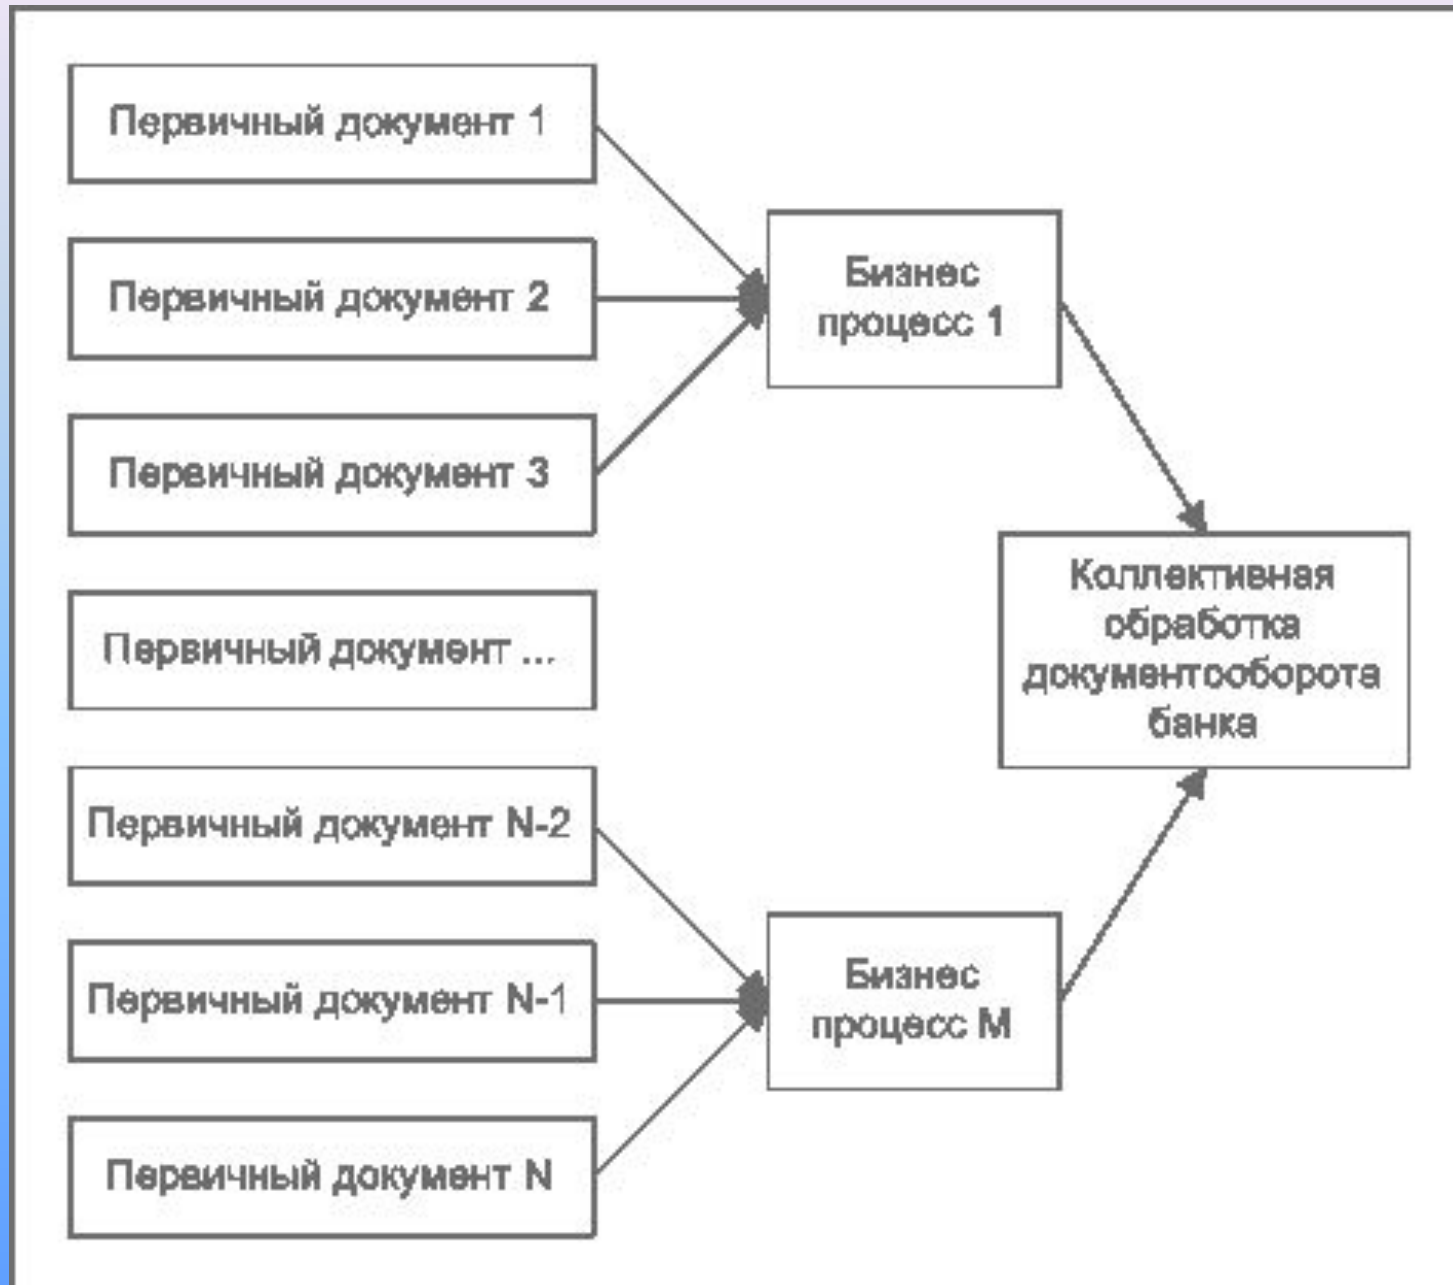 Первичный документ 1
Первичный документ 2
Первичный документ 3
Первичный документ ...
Первичный документ N-2
Первичный документ N-1
Первичный документ N
Бизнес
процесс 1
Бизнес
процесс М
Коллективная
обработка
документооборота
банка